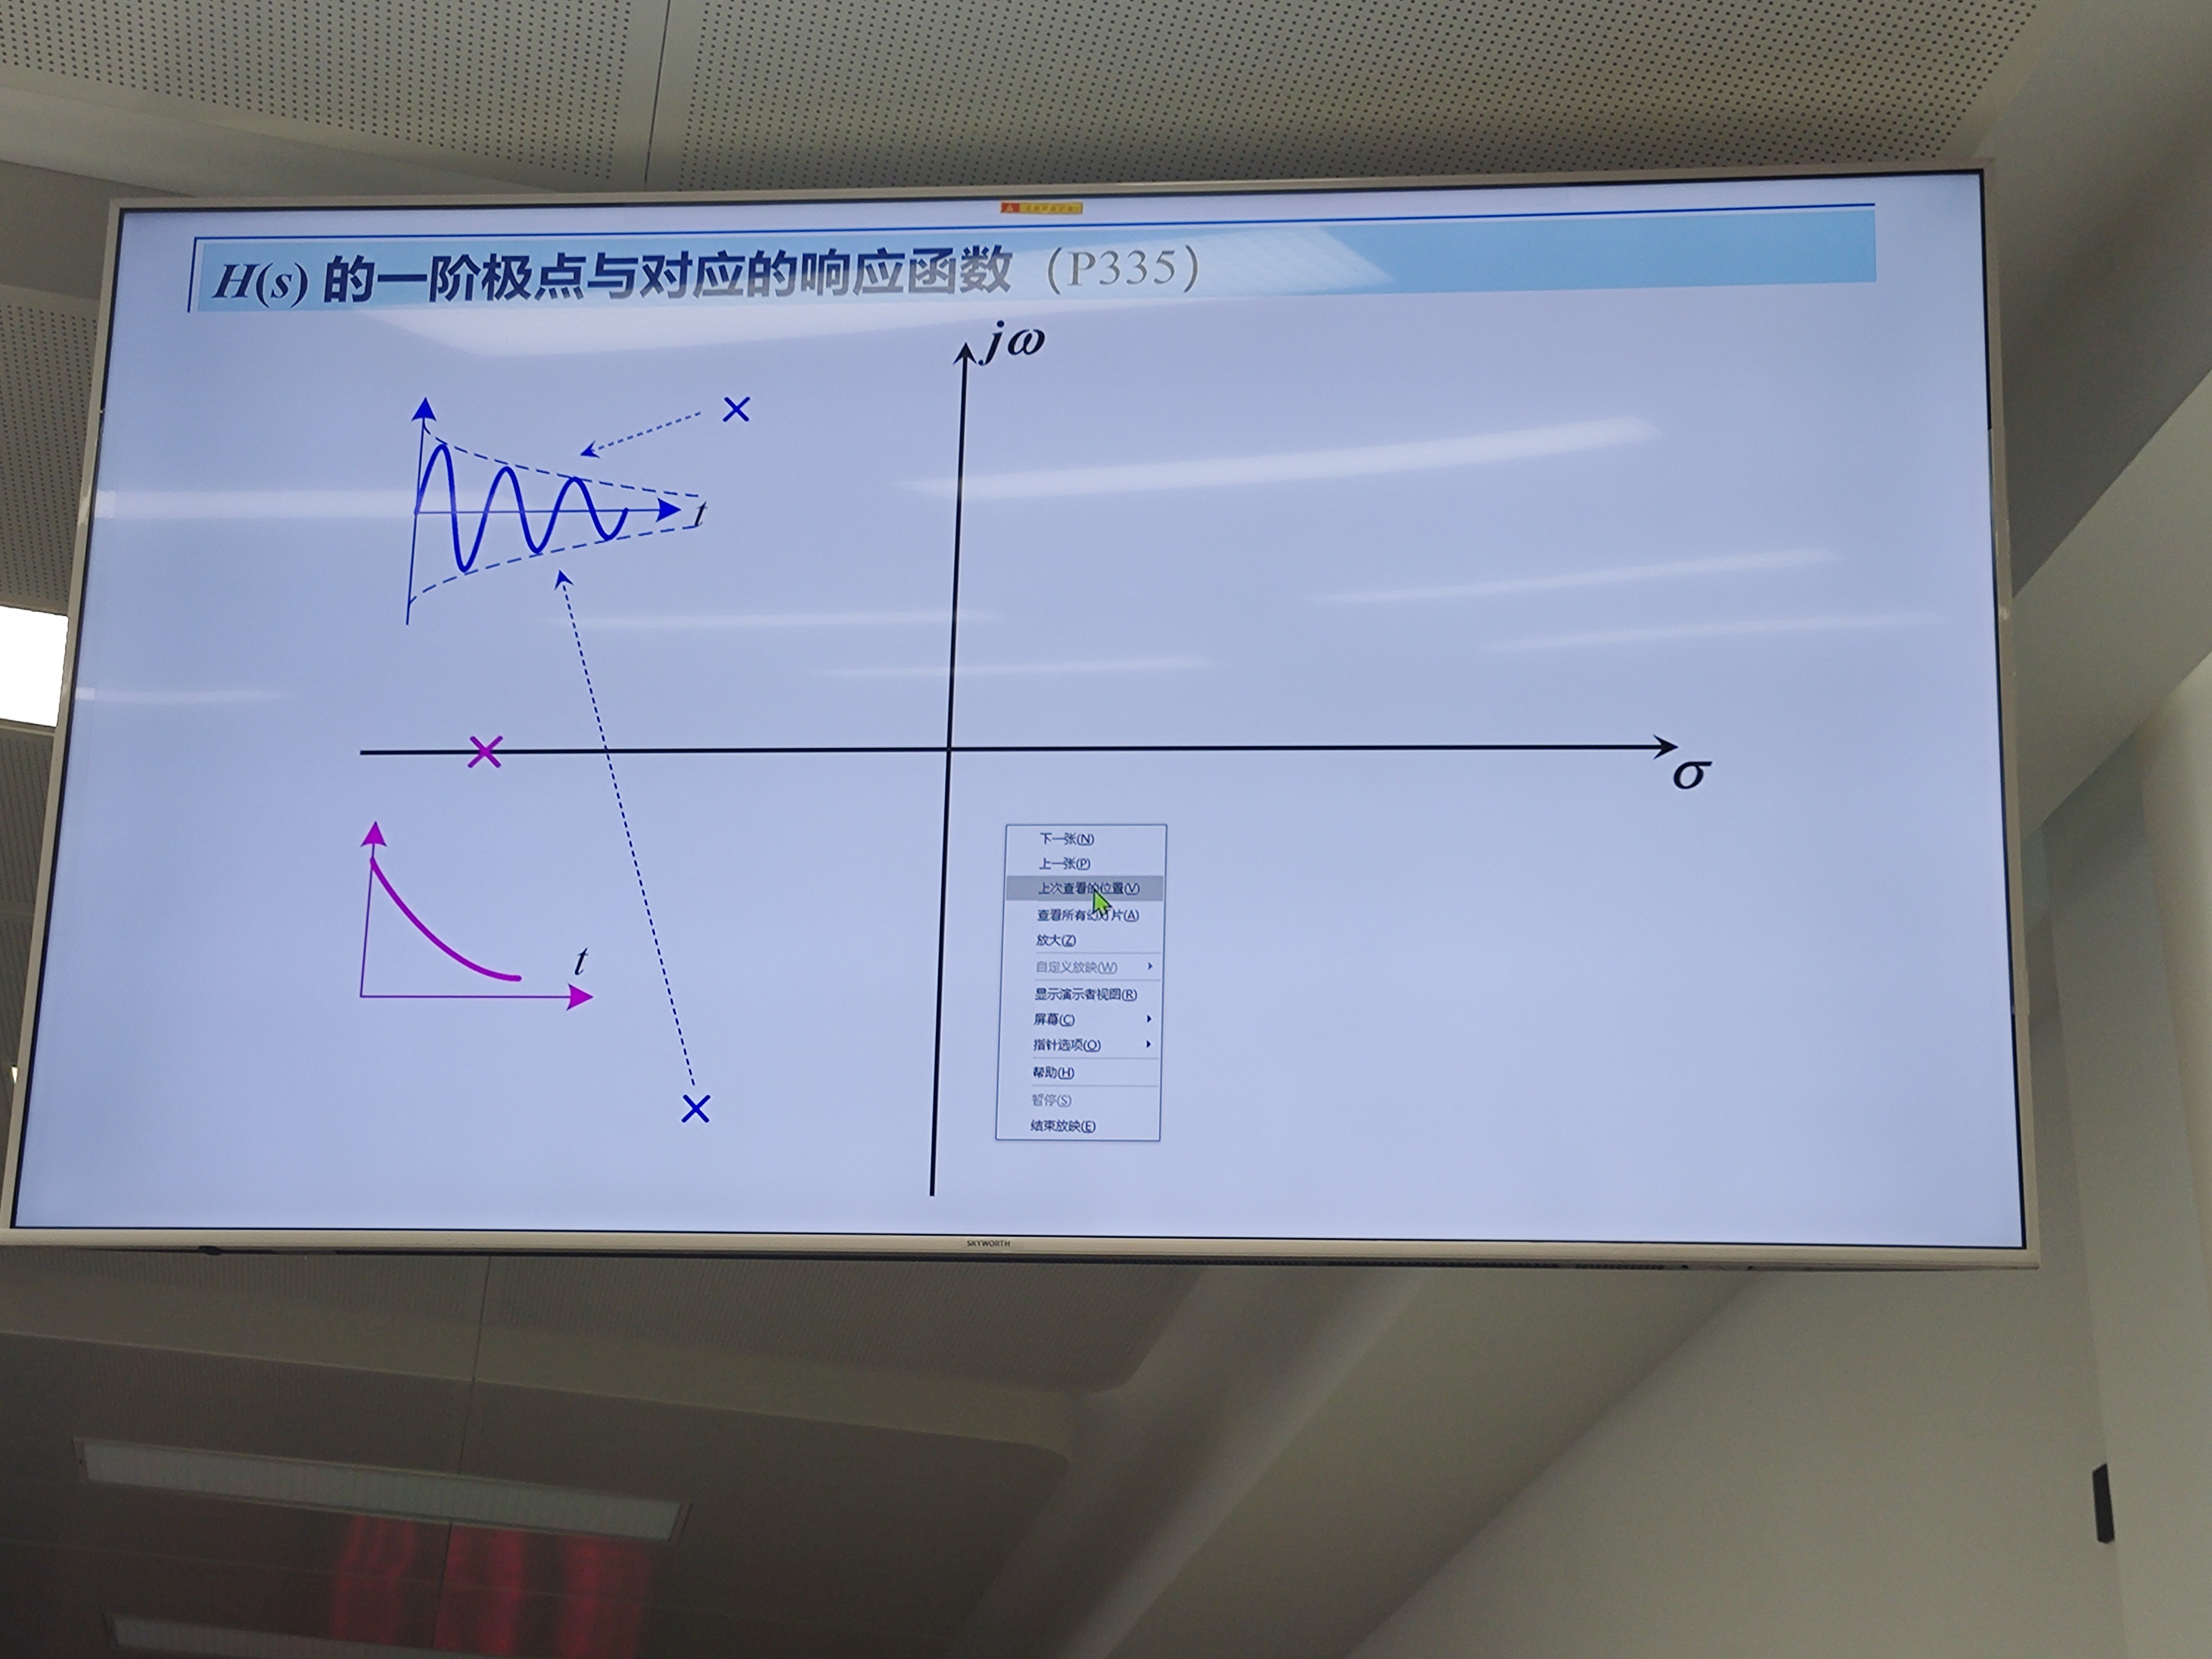 H(s) 的一阶极点与对应的响应函数（P335）
jω
t
σ
t
下一张(N)
上一张(P)
上次查看的位置(V)
查看所有幻灯片(A)
放大(Z)
自定义放映(W)
显示演示者视图(R)
屏幕(C)
指针选项(O)
帮助(H)
暂停(S)
结束放映(E)
SKYWORTH